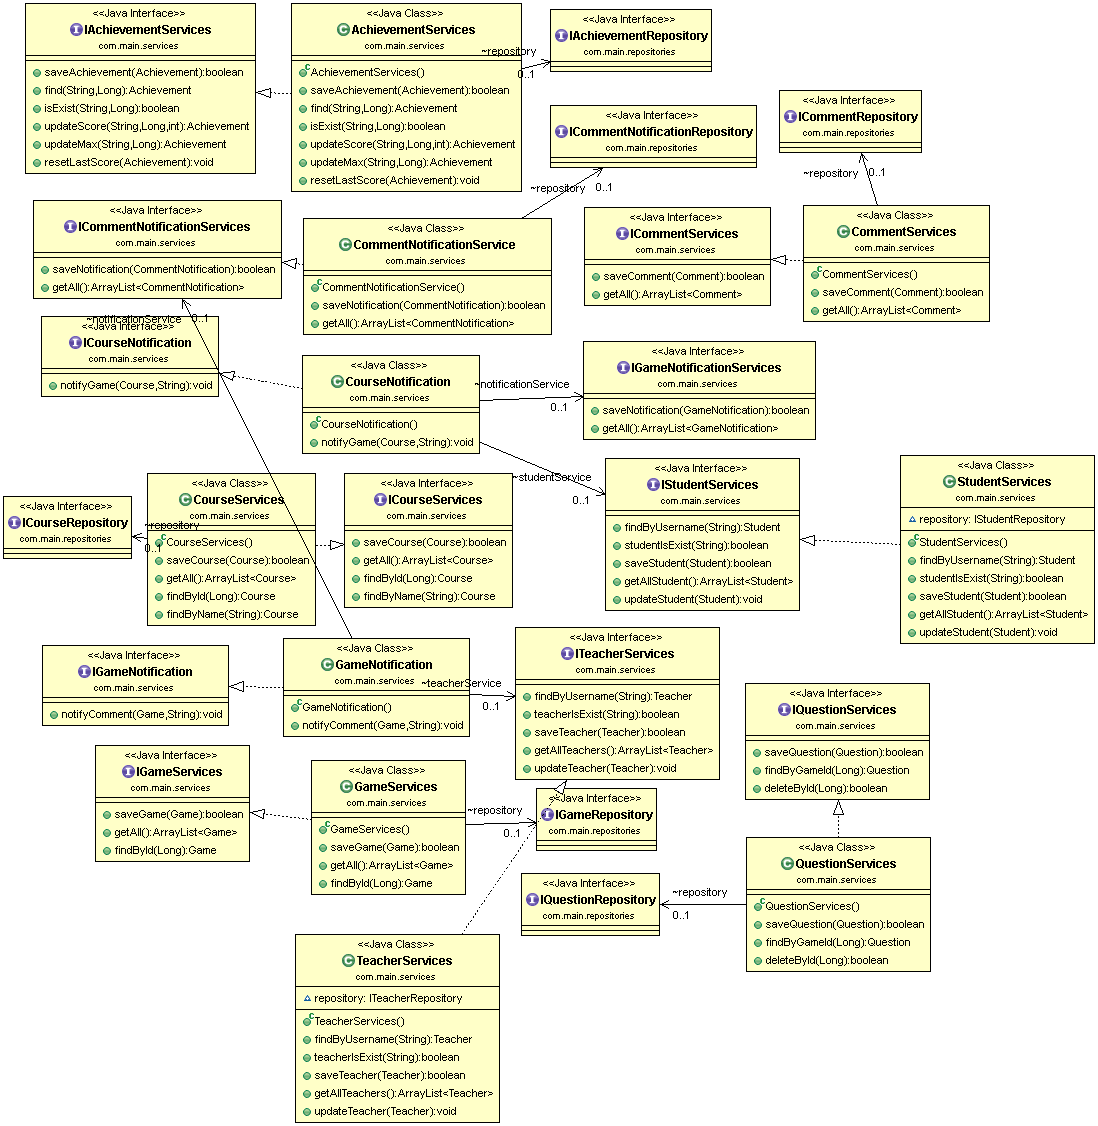 <<Java Interface>>
IAchievementServices
com.main.services
saveAchievement(Achievement):boolean
find(String,Long):Achievement
isExist(String,Long):boolean
updateScore(String,Long,int):Achievement
updateMax(String,Long):Achievement
resetLastScore(Achievement):void
<<Java Class>>
AchievementServices
com.main.services
AchievementServices()
saveAchievement(Achievement):boolean
find(String,Long):Achievement
isExist(String,Long):boolean
updateScore(String,Long,int):Achievement
updateMax(String,Long):Achievement
resetLastScore(Achievement):void
~repository
0..1
<<Java Interface>>
IAchievementRepository
com.main.repositories
<<Java Interface>>
ICommentNotificationRepository
com.main.repositories
~repository
0..1
<<Java Interface>>
ICommentRepository
com.main.repositories
~repository
0..1
<<Java Interface>>
ICommentNotificationServices
com.main.services
saveNotification(CommentNotification):boolean
getAll():ArrayList<CommentNotification>
<<Java Class>>
CommentNotificationService
com.main.services
CommentNotificationService()
saveNotification(CommentNotification):boolean
getAll():ArrayList<CommentNotification>
<<Java Interface>>
ICommentServices
com.main.services
saveComment(Comment):boolean
getAll():ArrayList<Comment>
<<Java Class>>
CommentServices
com.main.services
CommentServices()
saveComment(Comment):boolean
getAll():ArrayList<Comment>
~notificationService
0..1
<<Java Interface>>
ICourseNotification
com.main.services
notifyGame(Course,String):void
<<Java Class>>
CourseNotification
com.main.services
CourseNotification()
notifyGame(Course,String):void
~notificationService
0..1
<<Java Interface>>
IGameNotificationServices
com.main.services
saveNotification(GameNotification):boolean
getAll():ArrayList<GameNotification>
~studentService
0..1
<<Java Interface>>
ICourseRepository
com.main.repositories
~repository
0..1
<<Java Class>>
CourseServices
com.main.services
CourseServices()
saveCourse(Course):boolean
getAll():ArrayList<Course>
findById(Long):Course
findByName(String):Course
<<Java Interface>>
ICourseServices
com.main.services
saveCourse(Course):boolean
getAll():ArrayList<Course>
findById(Long):Course
findByName(String):Course
<<Java Interface>>
IStudentServices
com.main.services
findByUsername(String):Student
studentIsExist(String):boolean
saveStudent(Student):boolean
getAllStudent():ArrayList<Student>
updateStudent(Student):void
<<Java Class>>
StudentServices
com.main.services
repository: IStudentRepository
StudentServices()
findByUsername(String):Student
studentIsExist(String):boolean
saveStudent(Student):boolean
getAllStudent():ArrayList<Student>
updateStudent(Student):void
<<Java Interface>>
IGameNotification
com.main.services
notifyComment(Game,String):void
<<Java Class>>
GameNotification
com.main.services
GameNotification()
notifyComment(Game,String):void
~teacherService
0..1
<<Java Interface>>
ITeacherServices
com.main.services
findByUsername(String):Teacher
teacherIsExist(String):boolean
saveTeacher(Teacher):boolean
getAllTeachers():ArrayList<Teacher>
updateTeacher(Teacher):void
<<Java Interface>>
IQuestionServices
com.main.services
saveQuestion(Question):boolean
findByGameId(Long):Question
deleteById(Long):boolean
<<Java Interface>>
IGameServices
com.main.services
saveGame(Game):boolean
getAll():ArrayList<Game>
findById(Long):Game
<<Java Class>>
GameServices
com.main.services
GameServices()
saveGame(Game):boolean
getAll():ArrayList<Game>
findById(Long):Game
~repository
0..1
<<Java Interface>>
IGameRepository
com.main.repositories
<<Java Interface>>
IQuestionRepository
com.main.repositories
~repository
0..1
<<Java Class>>
QuestionServices
com.main.services
QuestionServices()
saveQuestion(Question):boolean
findByGameId(Long):Question
deleteById(Long):boolean
<<Java Class>>
TeacherServices
com.main.services
repository: ITeacherRepository
TeacherServices()
findByUsername(String):Teacher
teacherIsExist(String):boolean
saveTeacher(Teacher):boolean
getAllTeachers():ArrayList<Teacher>
updateTeacher(Teacher):void